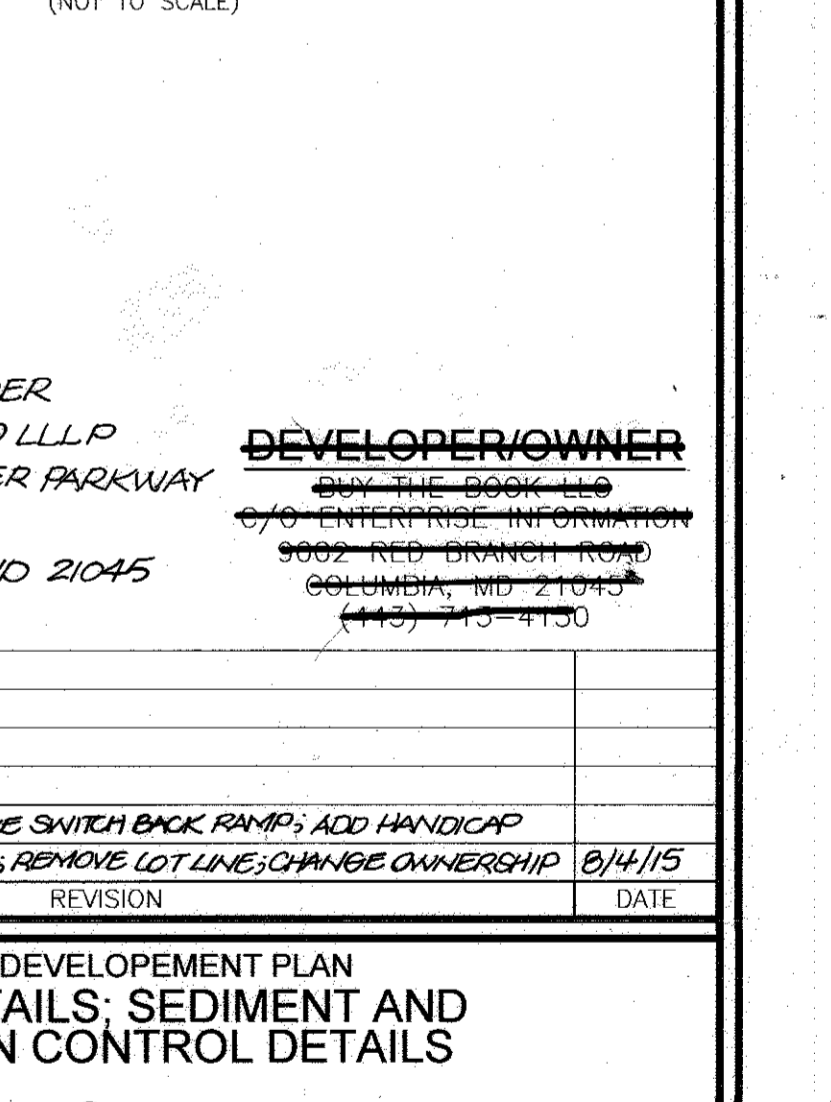 (NOT TO SCALE)
ER
LLLP
ER PARKWAY
21045
DEVELOPER/OWNER
BUY THE BOOK LLC
C/O ENTERPRISE INFORMATION
9002 RED BRANCH ROAD
COLUMBIA, MD 21045
(443) 713-4130
E SWITCH BACK RAMP; ADD HANDICAP
; REMOVE LOT LINE; CHANGE OWNERSHIP 8/4/15
REVISION DATE
DEVELOPEMENT PLAN
AILS; SEDIMENT AND
N CONTROL DETAILS